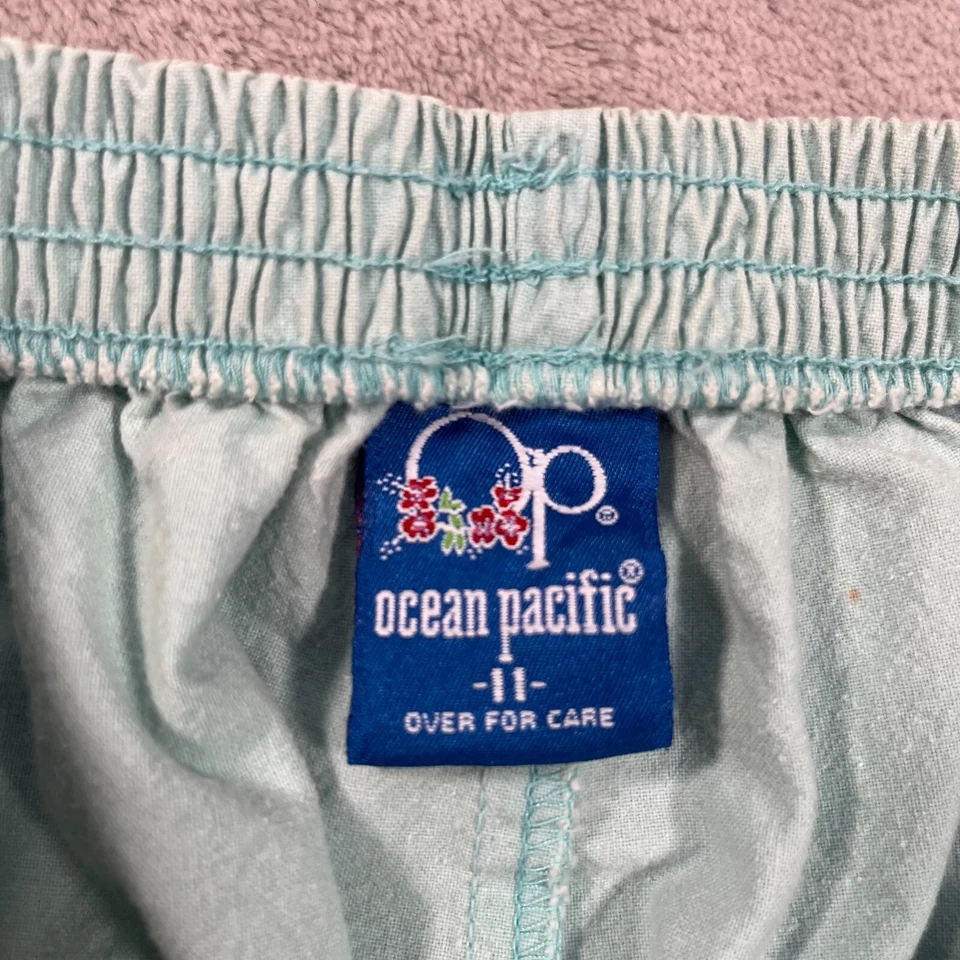 op®
ocean pacific®
-11-
OVER FOR CARE